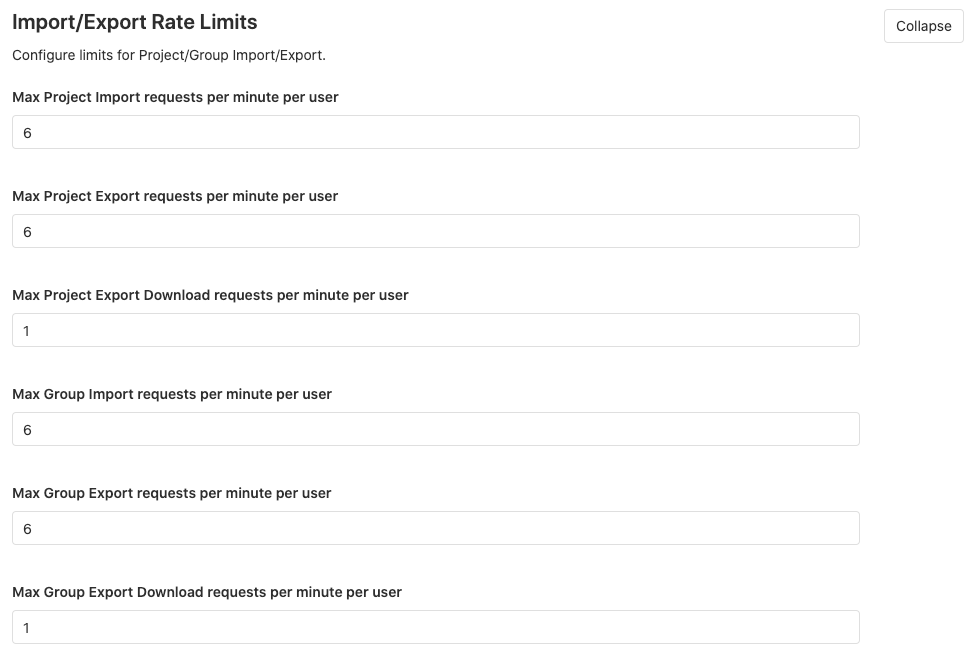 Import/Export Rate Limits
Collapse
Configure limits for Project/Group Import/Export.
Max Project Import requests per minute per user
6
Max Project Export requests per minute per user
6
Max Project Export Download requests per minute per user
1
Max Group Import requests per minute per user
6
Max Group Export requests per minute per user
6
Max Group Export Download requests per minute per user
1